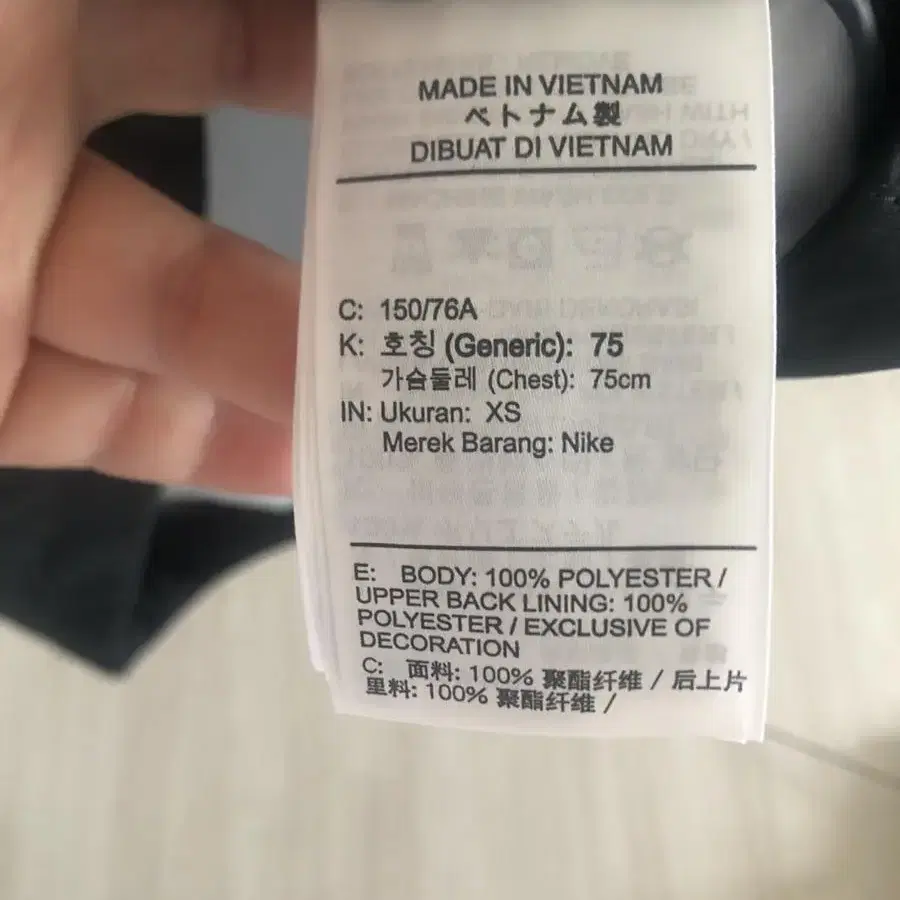 MADE IN VIETNAM
ベトナム製
DIBUAT DI VIETNAM
C: 150/76A
K: 호칭 (Generic): 75
가슴둘레 (Chest): 75cm
IN: Ukuran: XS
Merek Barang: Nike
E: BODY: 100% POLYESTER /
UPPER BACK LINING: 100%
POLYESTER / EXCLUSIVE OF
DECORATION
C: 面料: 100% 聚酯纤维 / 后上片
里料: 100% 聚酯纤维 /